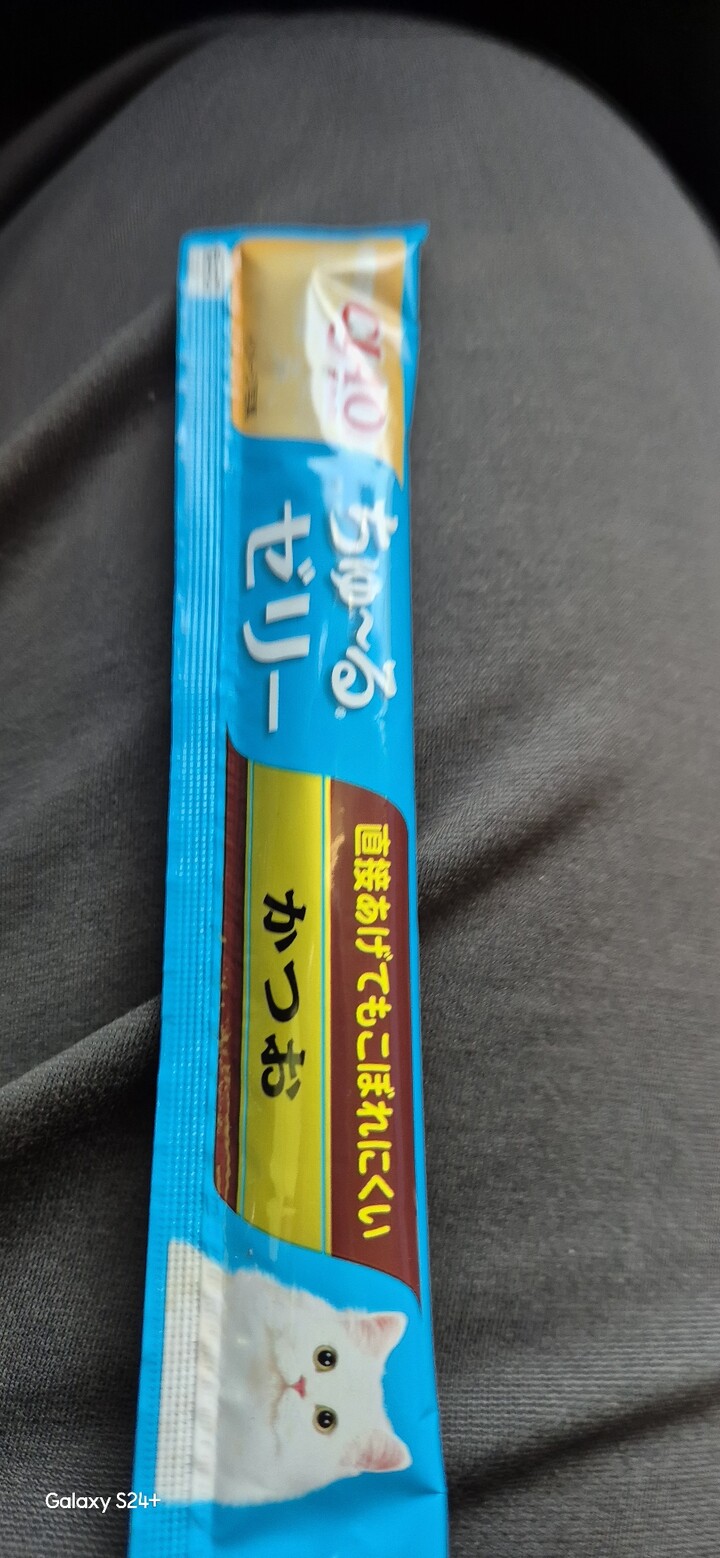 CIAO
ちゅ〜る
ゼリー
直接あげてもこぼれにくい
かつお
Galaxy S24+